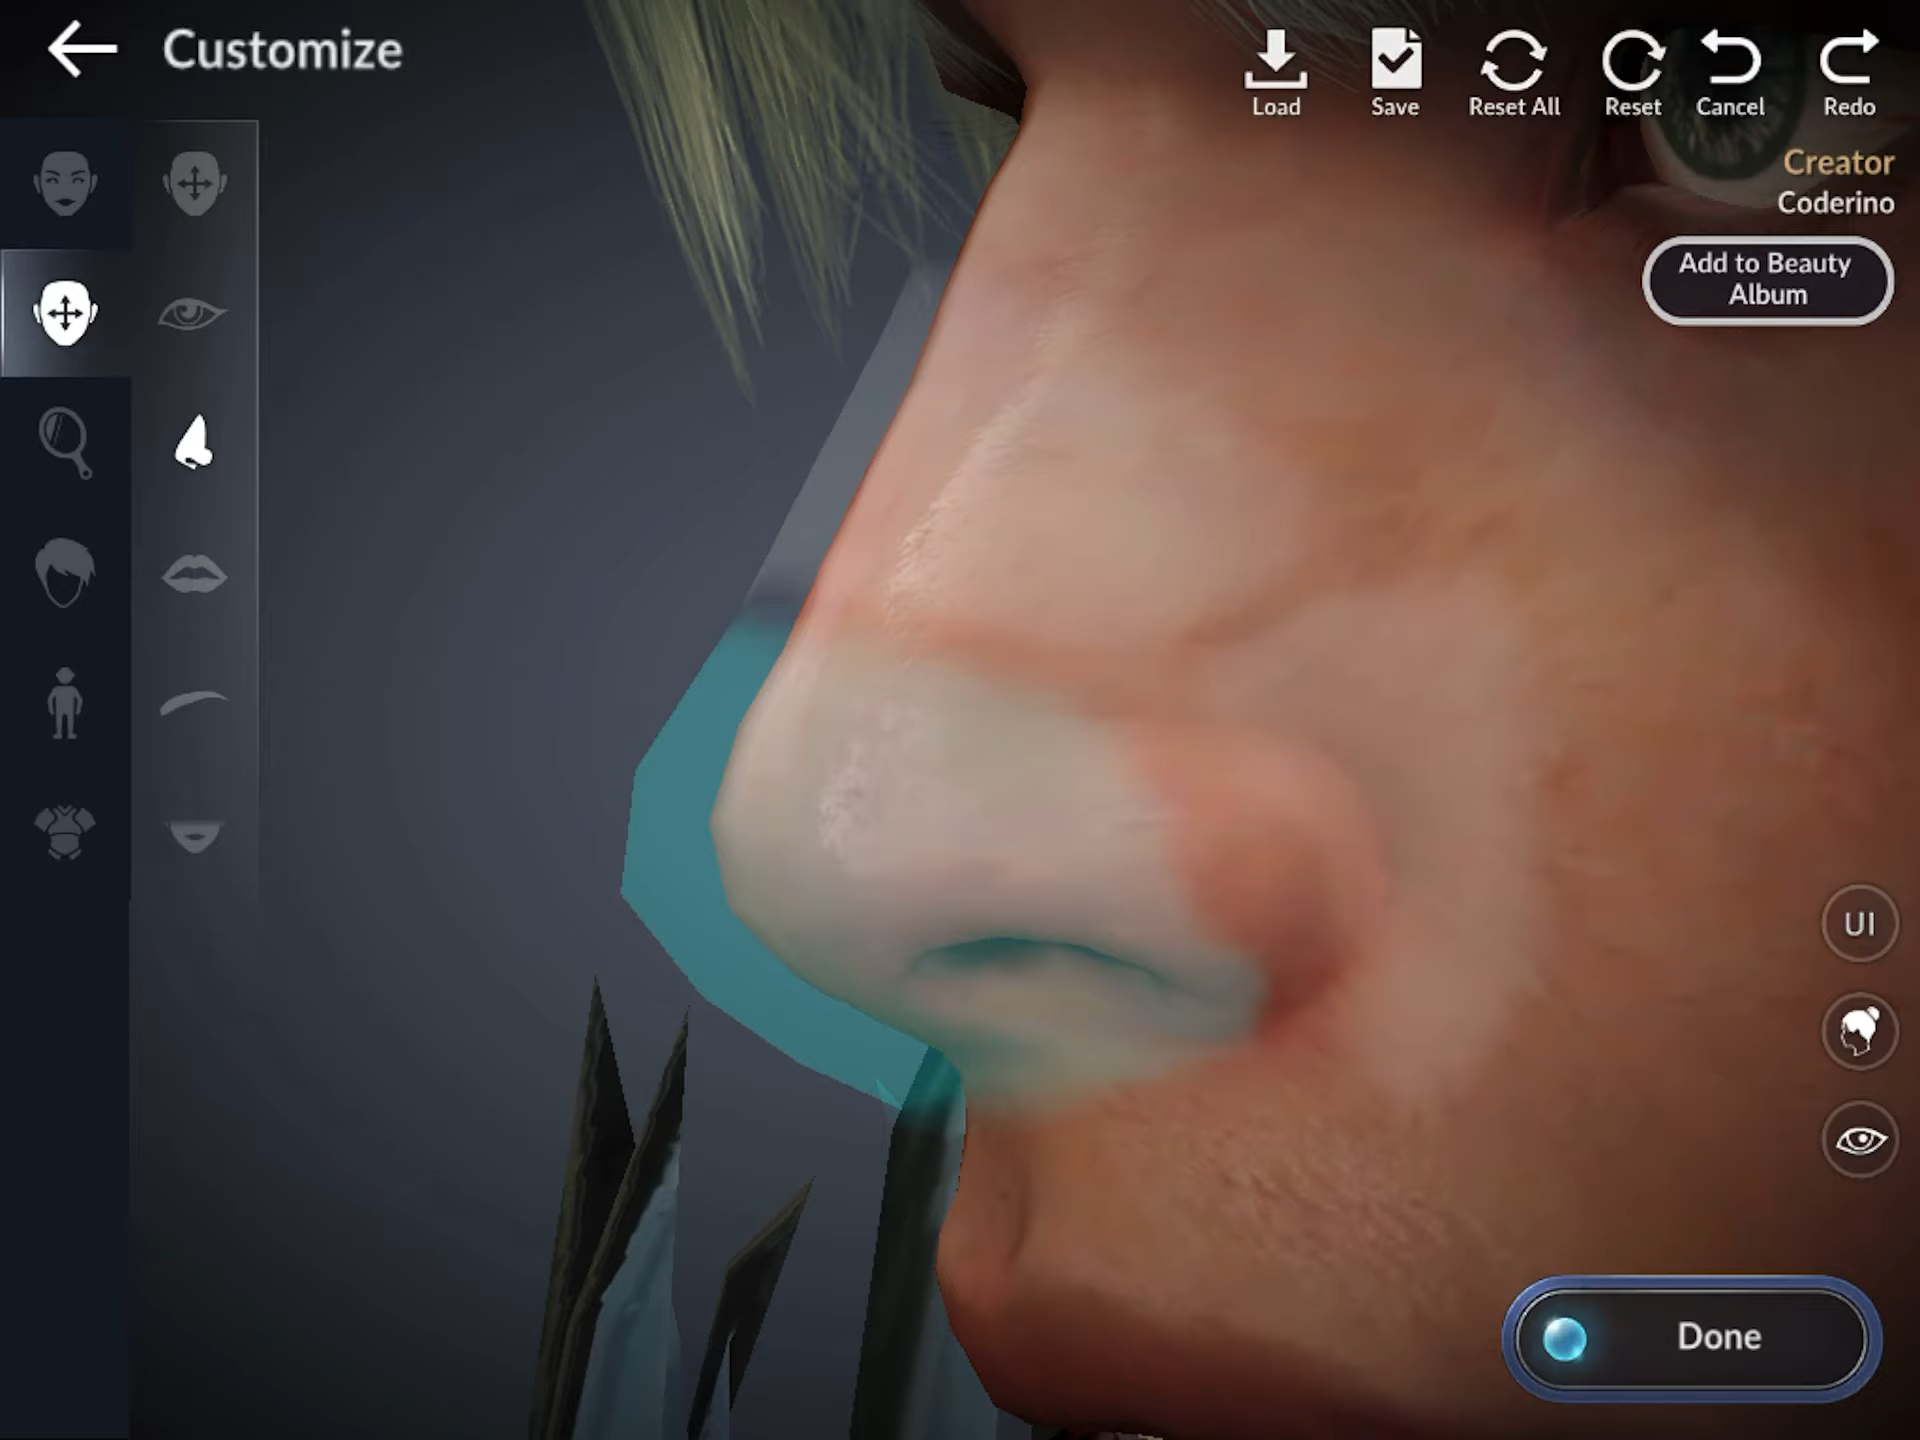 Customize
Load
Save
Reset All
Reset
Cancel
Redo
Creator
Coderino
Add to Beauty
Album
UI
Done